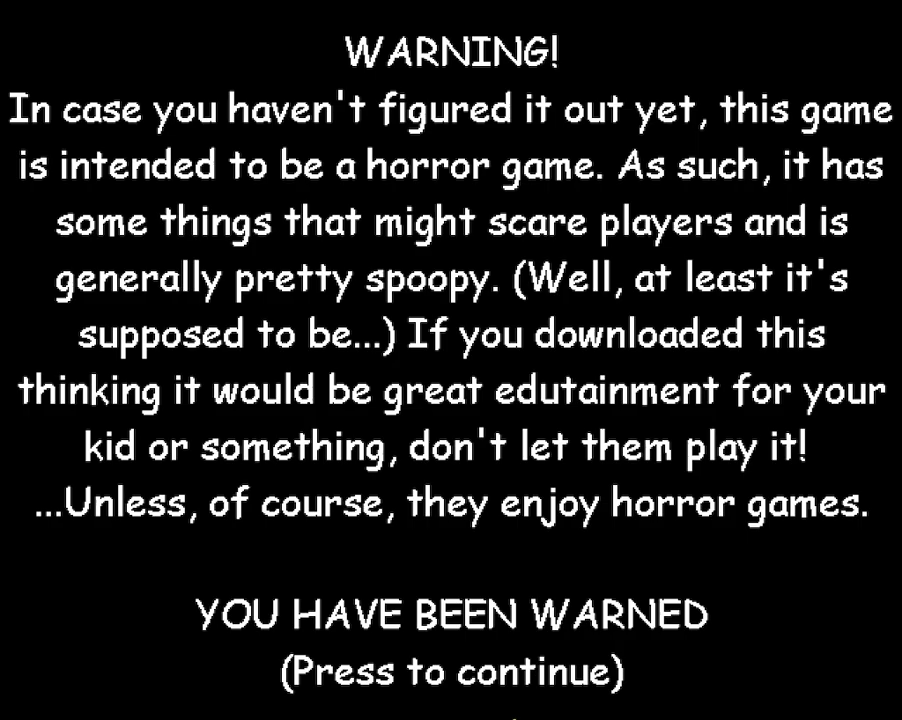 WARNING!
In case you haven't figured it out yet, this game
is intended to be a horror game. As such, it has
some things that might scare players and is
generally pretty spoopy. (Well, at least it's
supposed to be...) If you downloaded this
thinking it would be great edutainment for your
kid or something, don't let them play it!
...Unless, of course, they enjoy horror games.
YOU HAVE BEEN WARNED
(Press to continue)